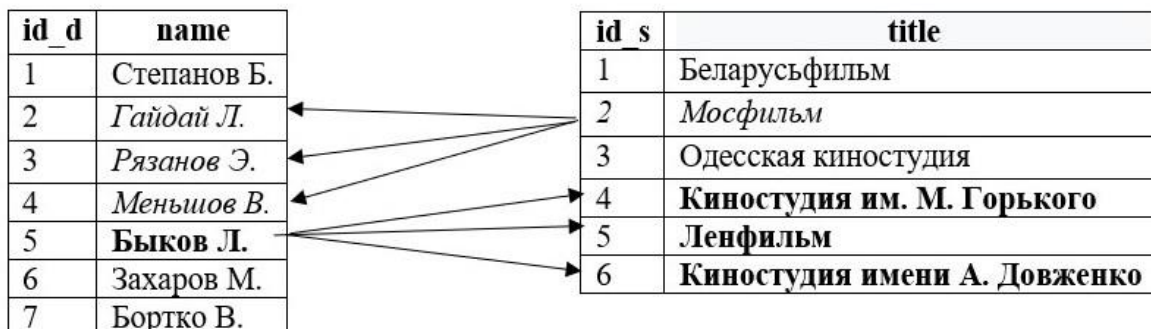 id_d name
1 Степанов Б.
2 Гайдай Л.
3 Рязанов Э.
4 Меньшов В.
5 Быков Л.
6 Захаров М.
7 Бортко В.
id_s title
1 Беларусьфильм
2 Мосфильм
3 Одесская киностудия
4 Киностудия им. М. Горького
5 Ленфильм
6 Киностудия имени А. Довженко